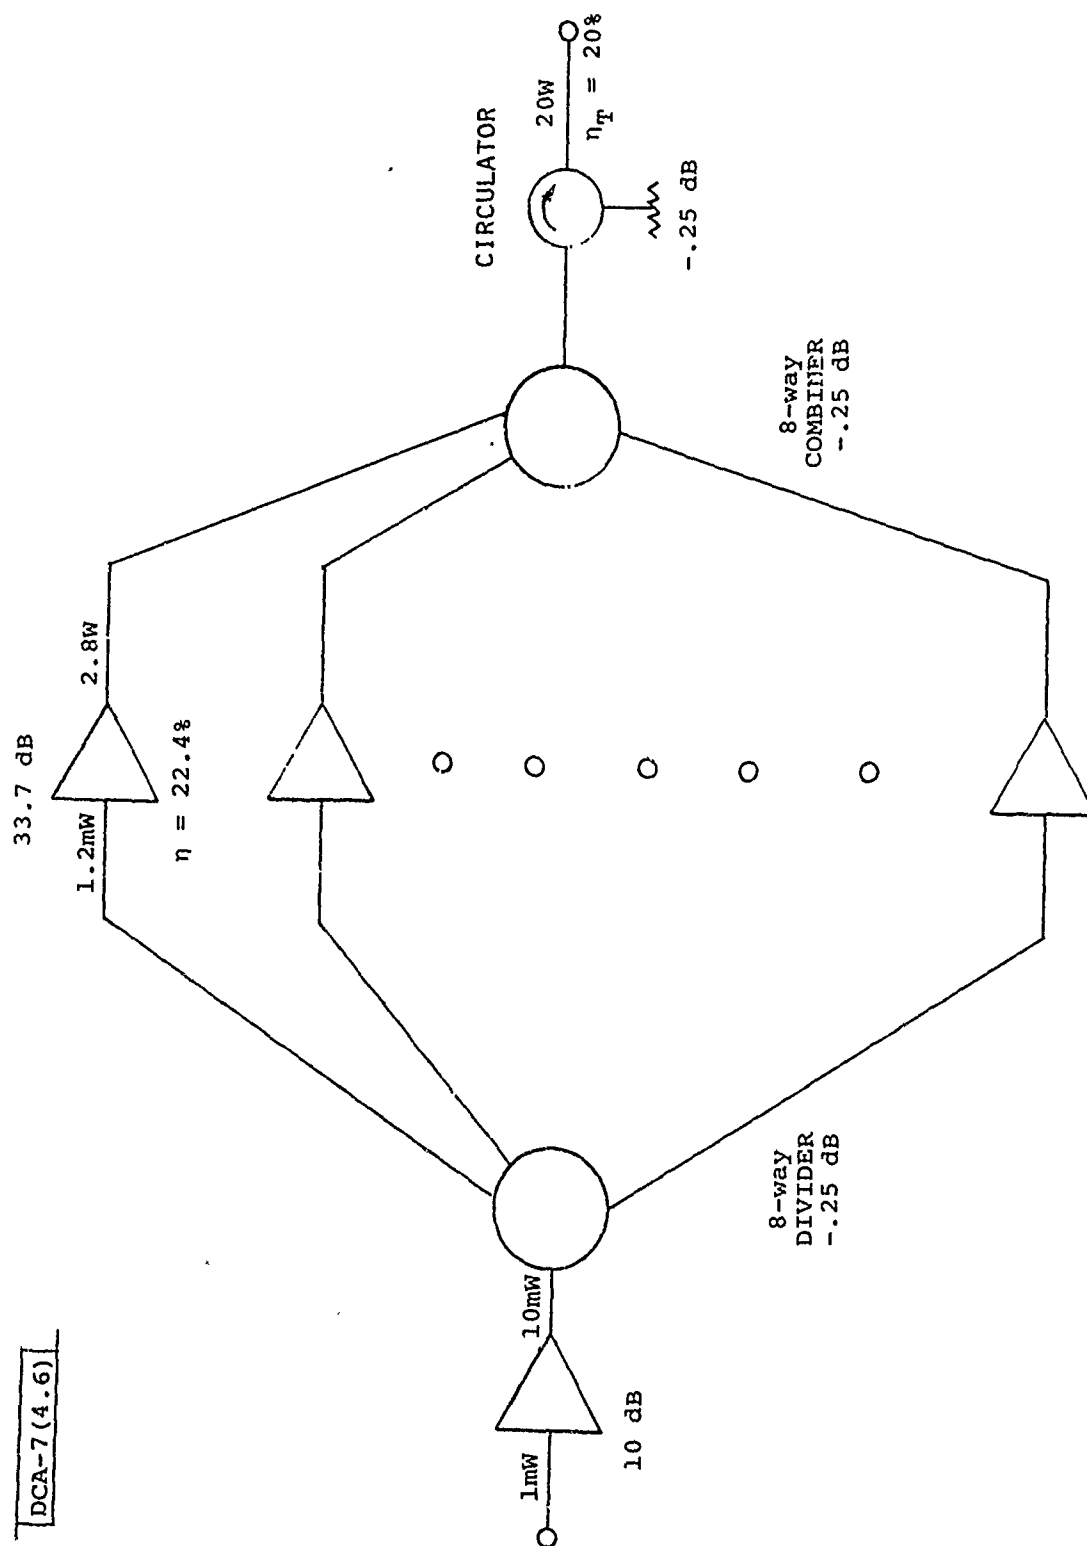 DCA-7(4.6)
1mW
10 dB
10mW
8-way
DIVIDER
-.25 dB
33.7 dB
1.2mW
2.8W
η = 22.4%
8-way
COMBINER
-.25 dB
CIRCULATOR
-.25 dB
20W
ηT = 20%